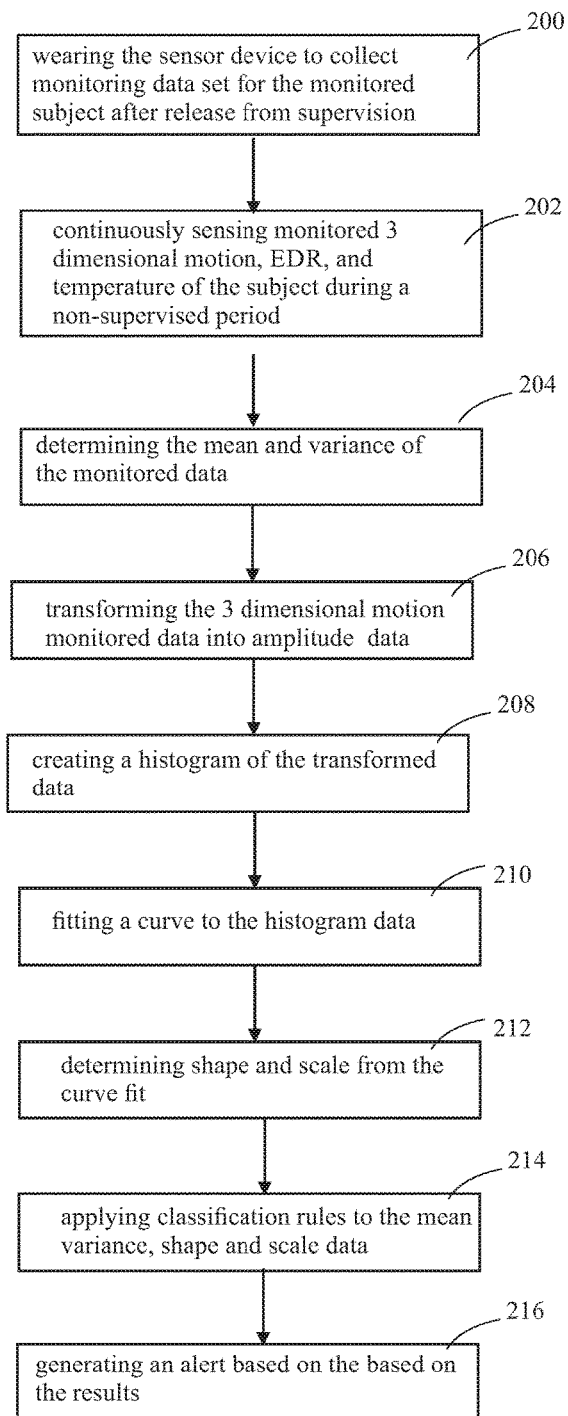 200
wearing the sensor device to collect
monitoring data set for the monitored
subject after release from supervision
202
continuously sensing monitored 3
dimensional motion, EDR, and
temperature of the subject during a
non-supervised period
204
determining the mean and variance of
the monitored data
206
transforming the 3 dimensional motion
monitored data into amplitude data
208
creating a histogram of the transformed
data
210
fitting a curve to the histogram data
212
determining shape and scale from the
curve fit
214
applying classification rules to the mean
variance, shape and scale data
216
generating an alert based on the based on
the results